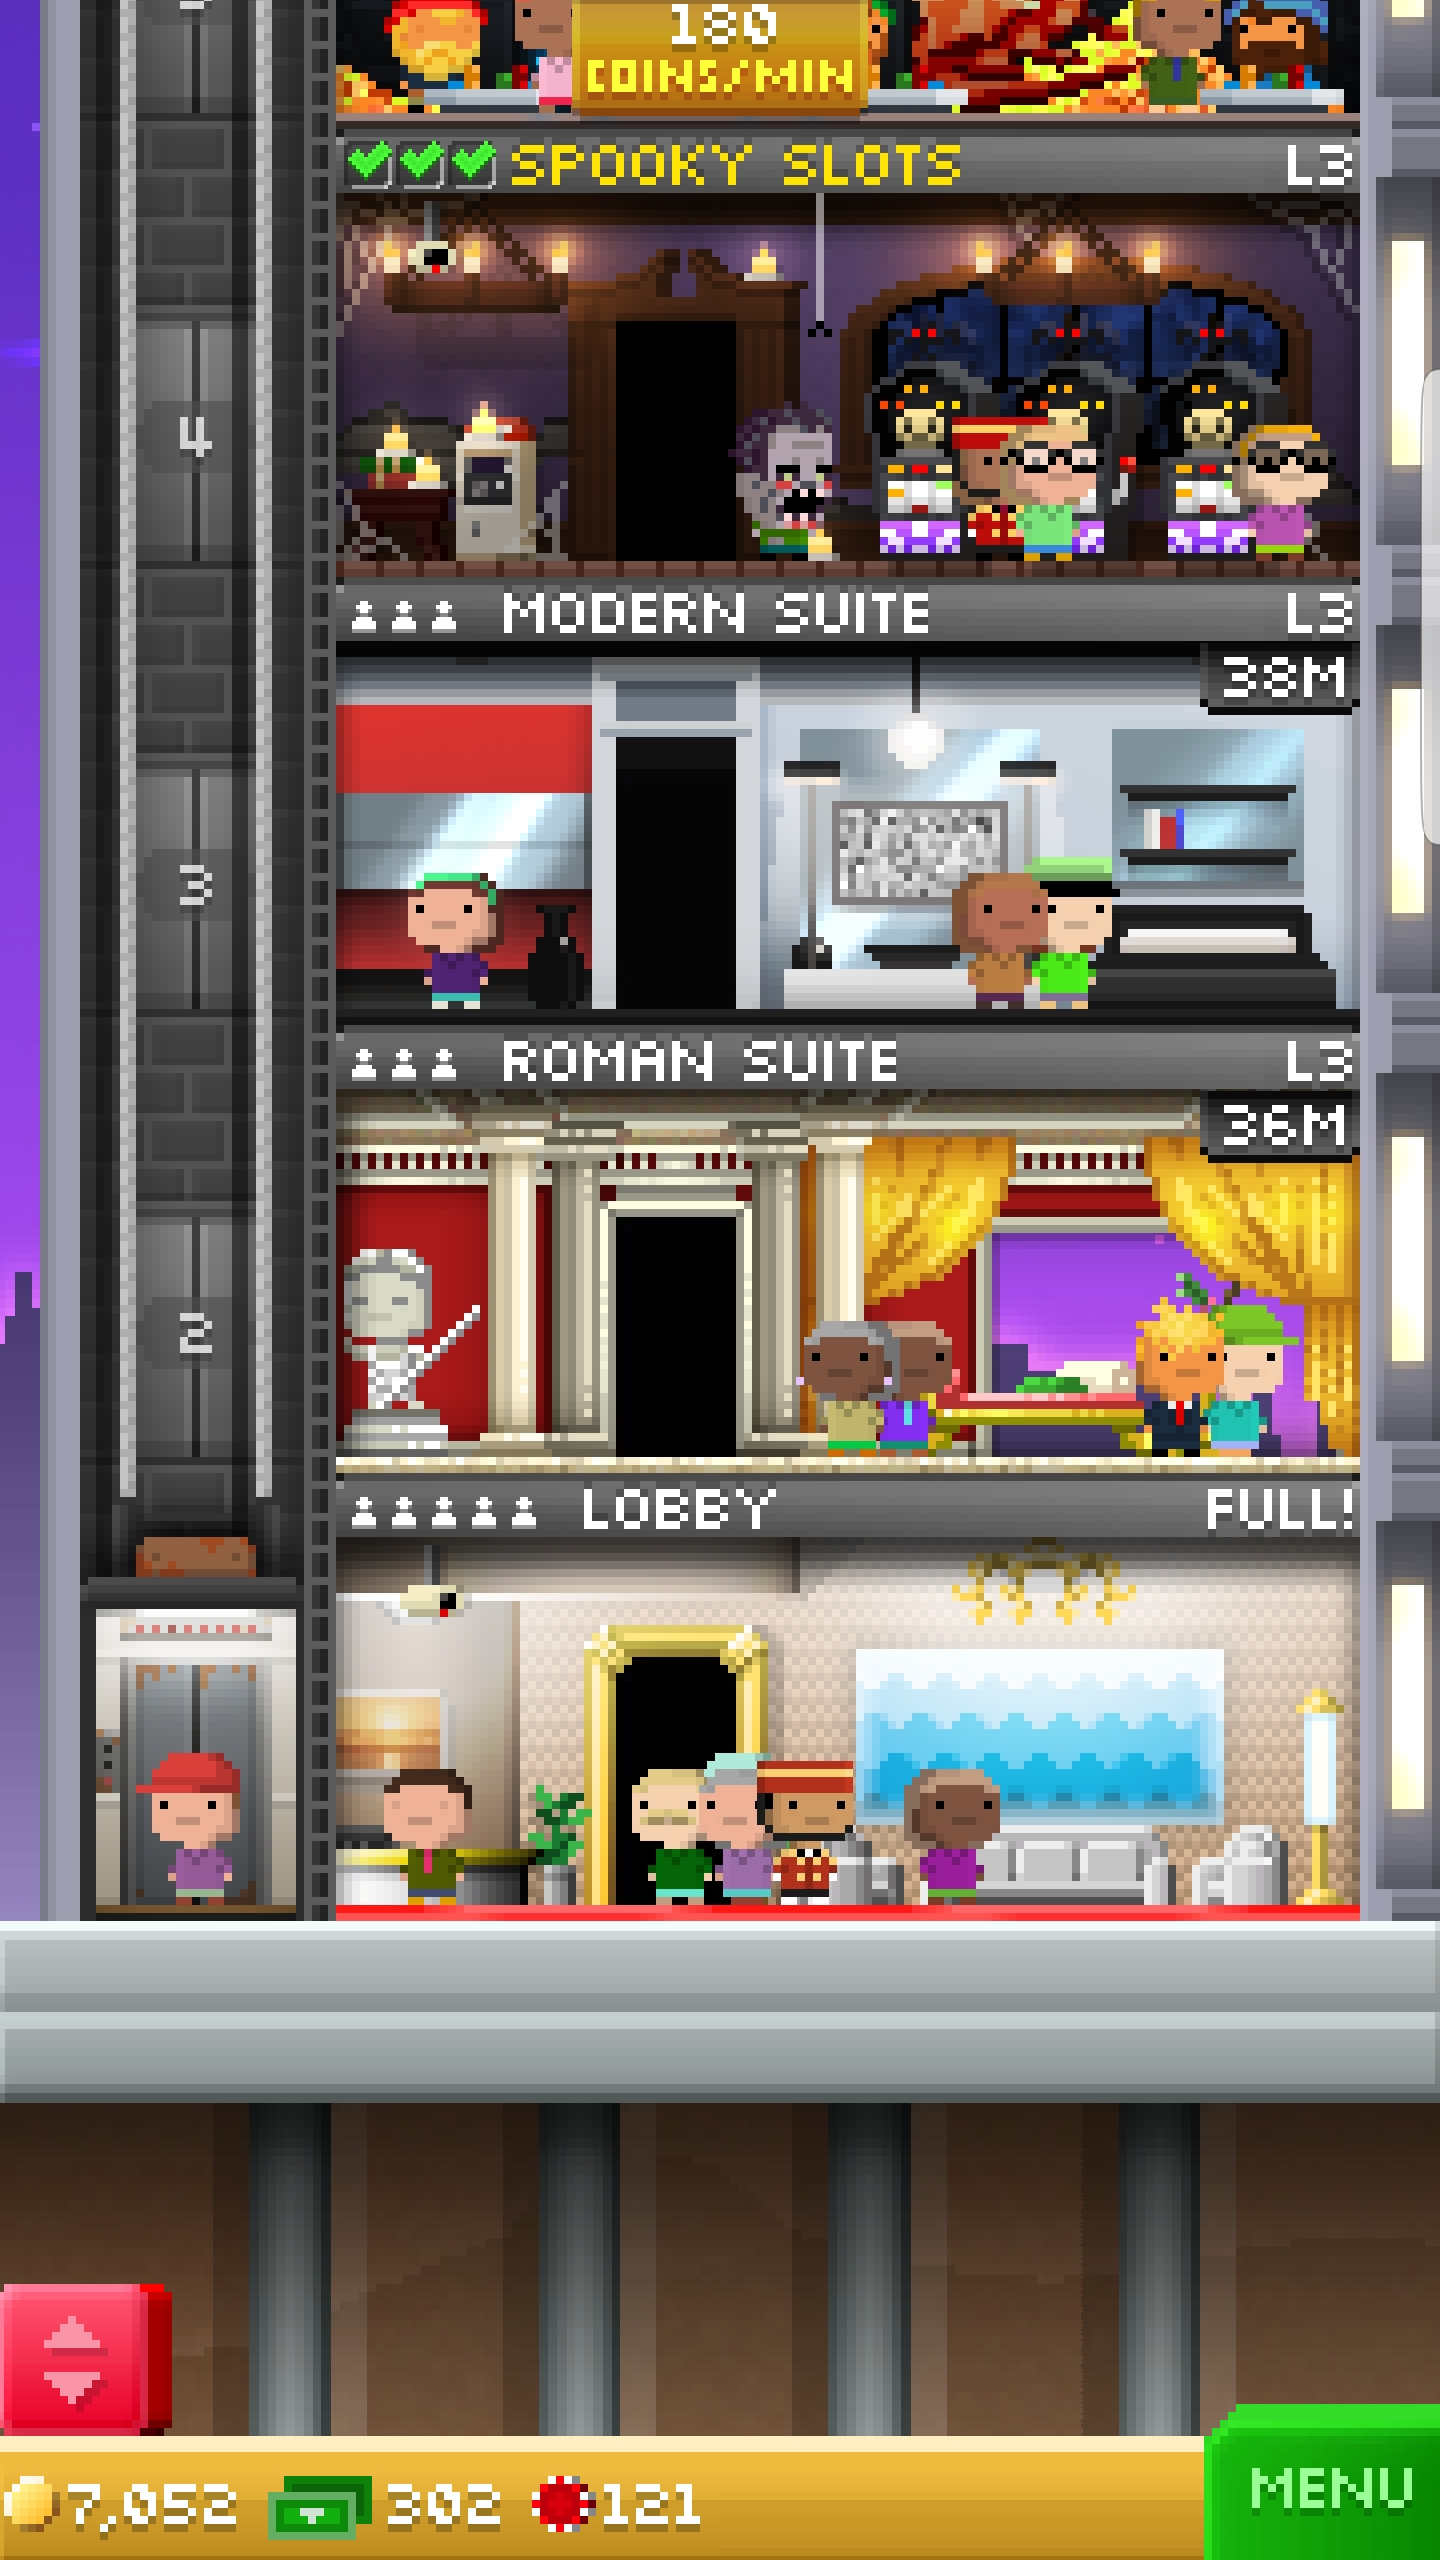 180
COINS/MIN
SPOOKY SLOTS L3
4
MODERN SUITE L3
38M
3
ROMAN SUITE L3
36M
2
LOBBY FULL!
7,052 302 121
MENU